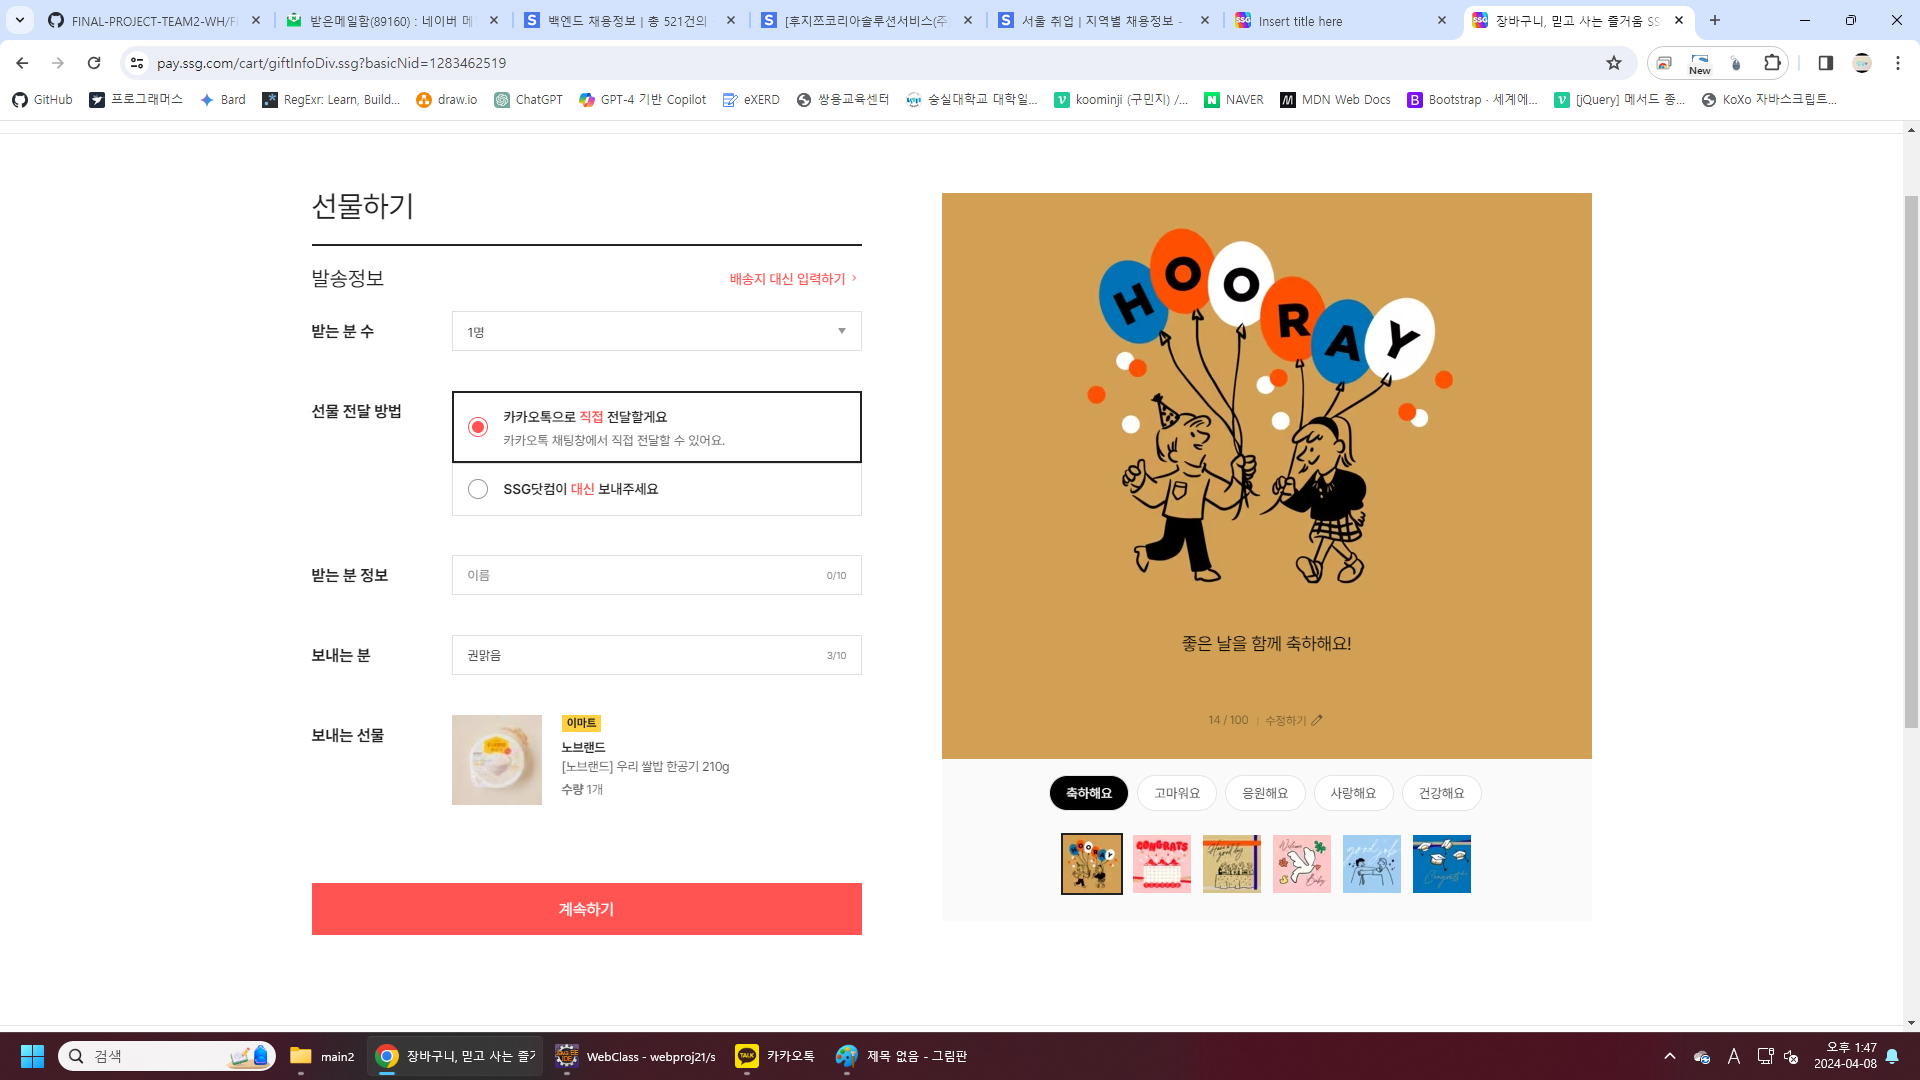 FINAL-PROJECT-TEAM2-WH/FI
받은메일함(89160) : 네이버 메
백엔드 채용정보 | 총 521건의
[후지쯔코리아솔루션서비스(주
서울 취업 | 지역별 채용정보 -
Insert title here
장바구니, 믿고 사는 즐거움 SS
pay.ssg.com/cart/giftInfoDiv.ssg?basicNid=1283462519
New
GitHub
프로그래머스
Bard
RegExr: Learn, Build...
draw.io
ChatGPT
GPT-4 기반 Copilot
eXERD
쌍용교육센터
숭실대학교 대학일...
koominji (구민지) /...
NAVER
MDN Web Docs
Bootstrap · 세계에...
[jQuery] 메서드 종...
KoXo 자바스크립트...
선물하기
발송정보
배송지 대신 입력하기 >
받는 분 수
1명
선물 전달 방법
카카오톡으로 직접 전달할게요
카카오톡 채팅창에서 직접 전달할 수 있어요.
SSG닷컴이 대신 보내주세요
받는 분 정보
이름
0/10
보내는 분
권맑음
3/10
보내는 선물
이마트
노브랜드
[노브랜드] 우리 쌀밥 한공기 210g
수량 1개
계속하기
HOORAY
좋은 날을 함께 축하해요!
14 / 100 | 수정하기
축하해요
고마워요
응원해요
사랑해요
건강해요
HOORAY
CONGRATS
Have a good day
Welcome Baby
good job
검색
main2
장바구니, 믿고 사는 즐거
WebClass - webproj21/s
TALK
카카오톡
제목 없음 - 그림판
A
오후 1:47
2024-04-08